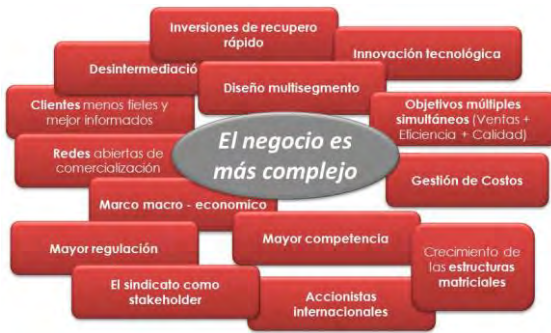 Inversiones de recupero
rápido
Innovación tecnológica
Desintermediació
Diseño multisegmento
Clientes menos fieles y
mejor informados
Objetivos múltiples
simultáneos (Ventas +
Eficiencia + Calidad)
El negocio es
más complejo
Redes abiertas de
comercialización
Gestión de Costos
Marco macro - economico
Mayor competencia
Mayor regulación
Crecimiento de
las estructuras
matriciales
El sindicato como
stakeholder
Accionistas
internacionales